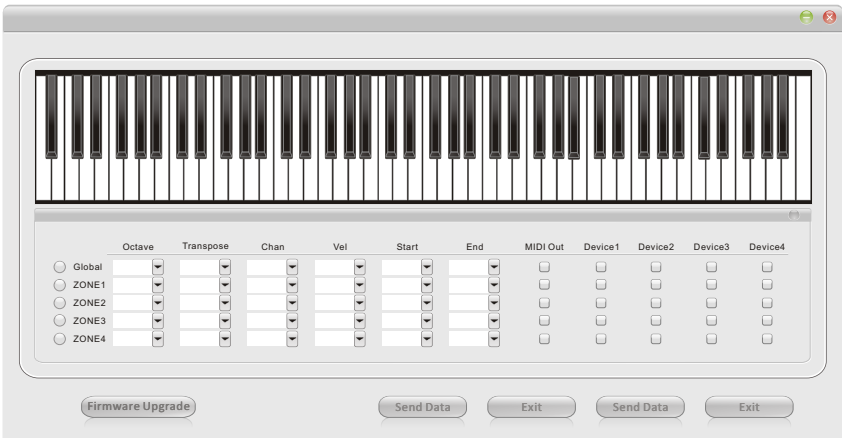 Octave Transpose Chan Vel Start End MIDI Out Device1 Device2 Device3 Device4
Global
ZONE1
ZONE2
ZONE3
ZONE4
Firmware Upgrade Send Data Exit Send Data Exit